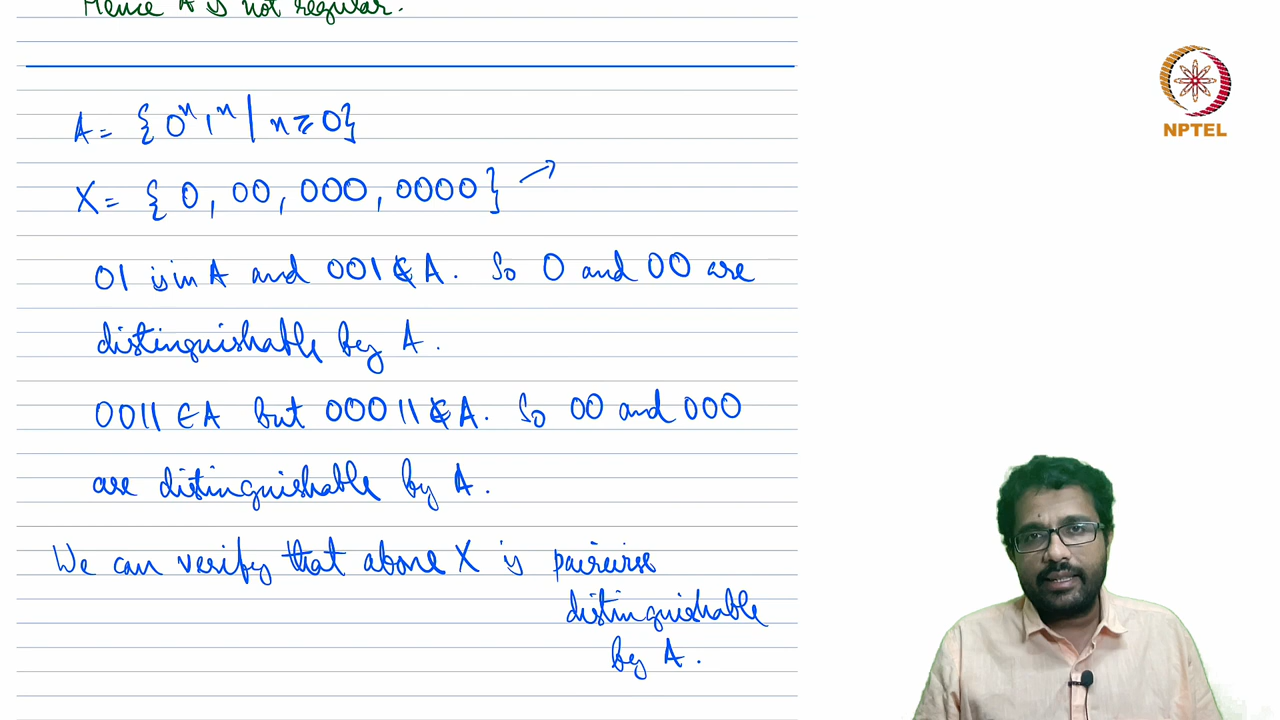 Hence A is not regular.
A = { 0ⁿ1ⁿ | n ≥ 0}
X = { 0, 00, 000, 0000} →
01 is in A and 001 ∉ A. So 0 and 00 are
distinguishable by A.
0011 ∈ A but 00011 ∉ A. So 00 and 000
are distinguishable by A.
We can verify that above X is pairwise
distinguishable
by A.
NPTEL